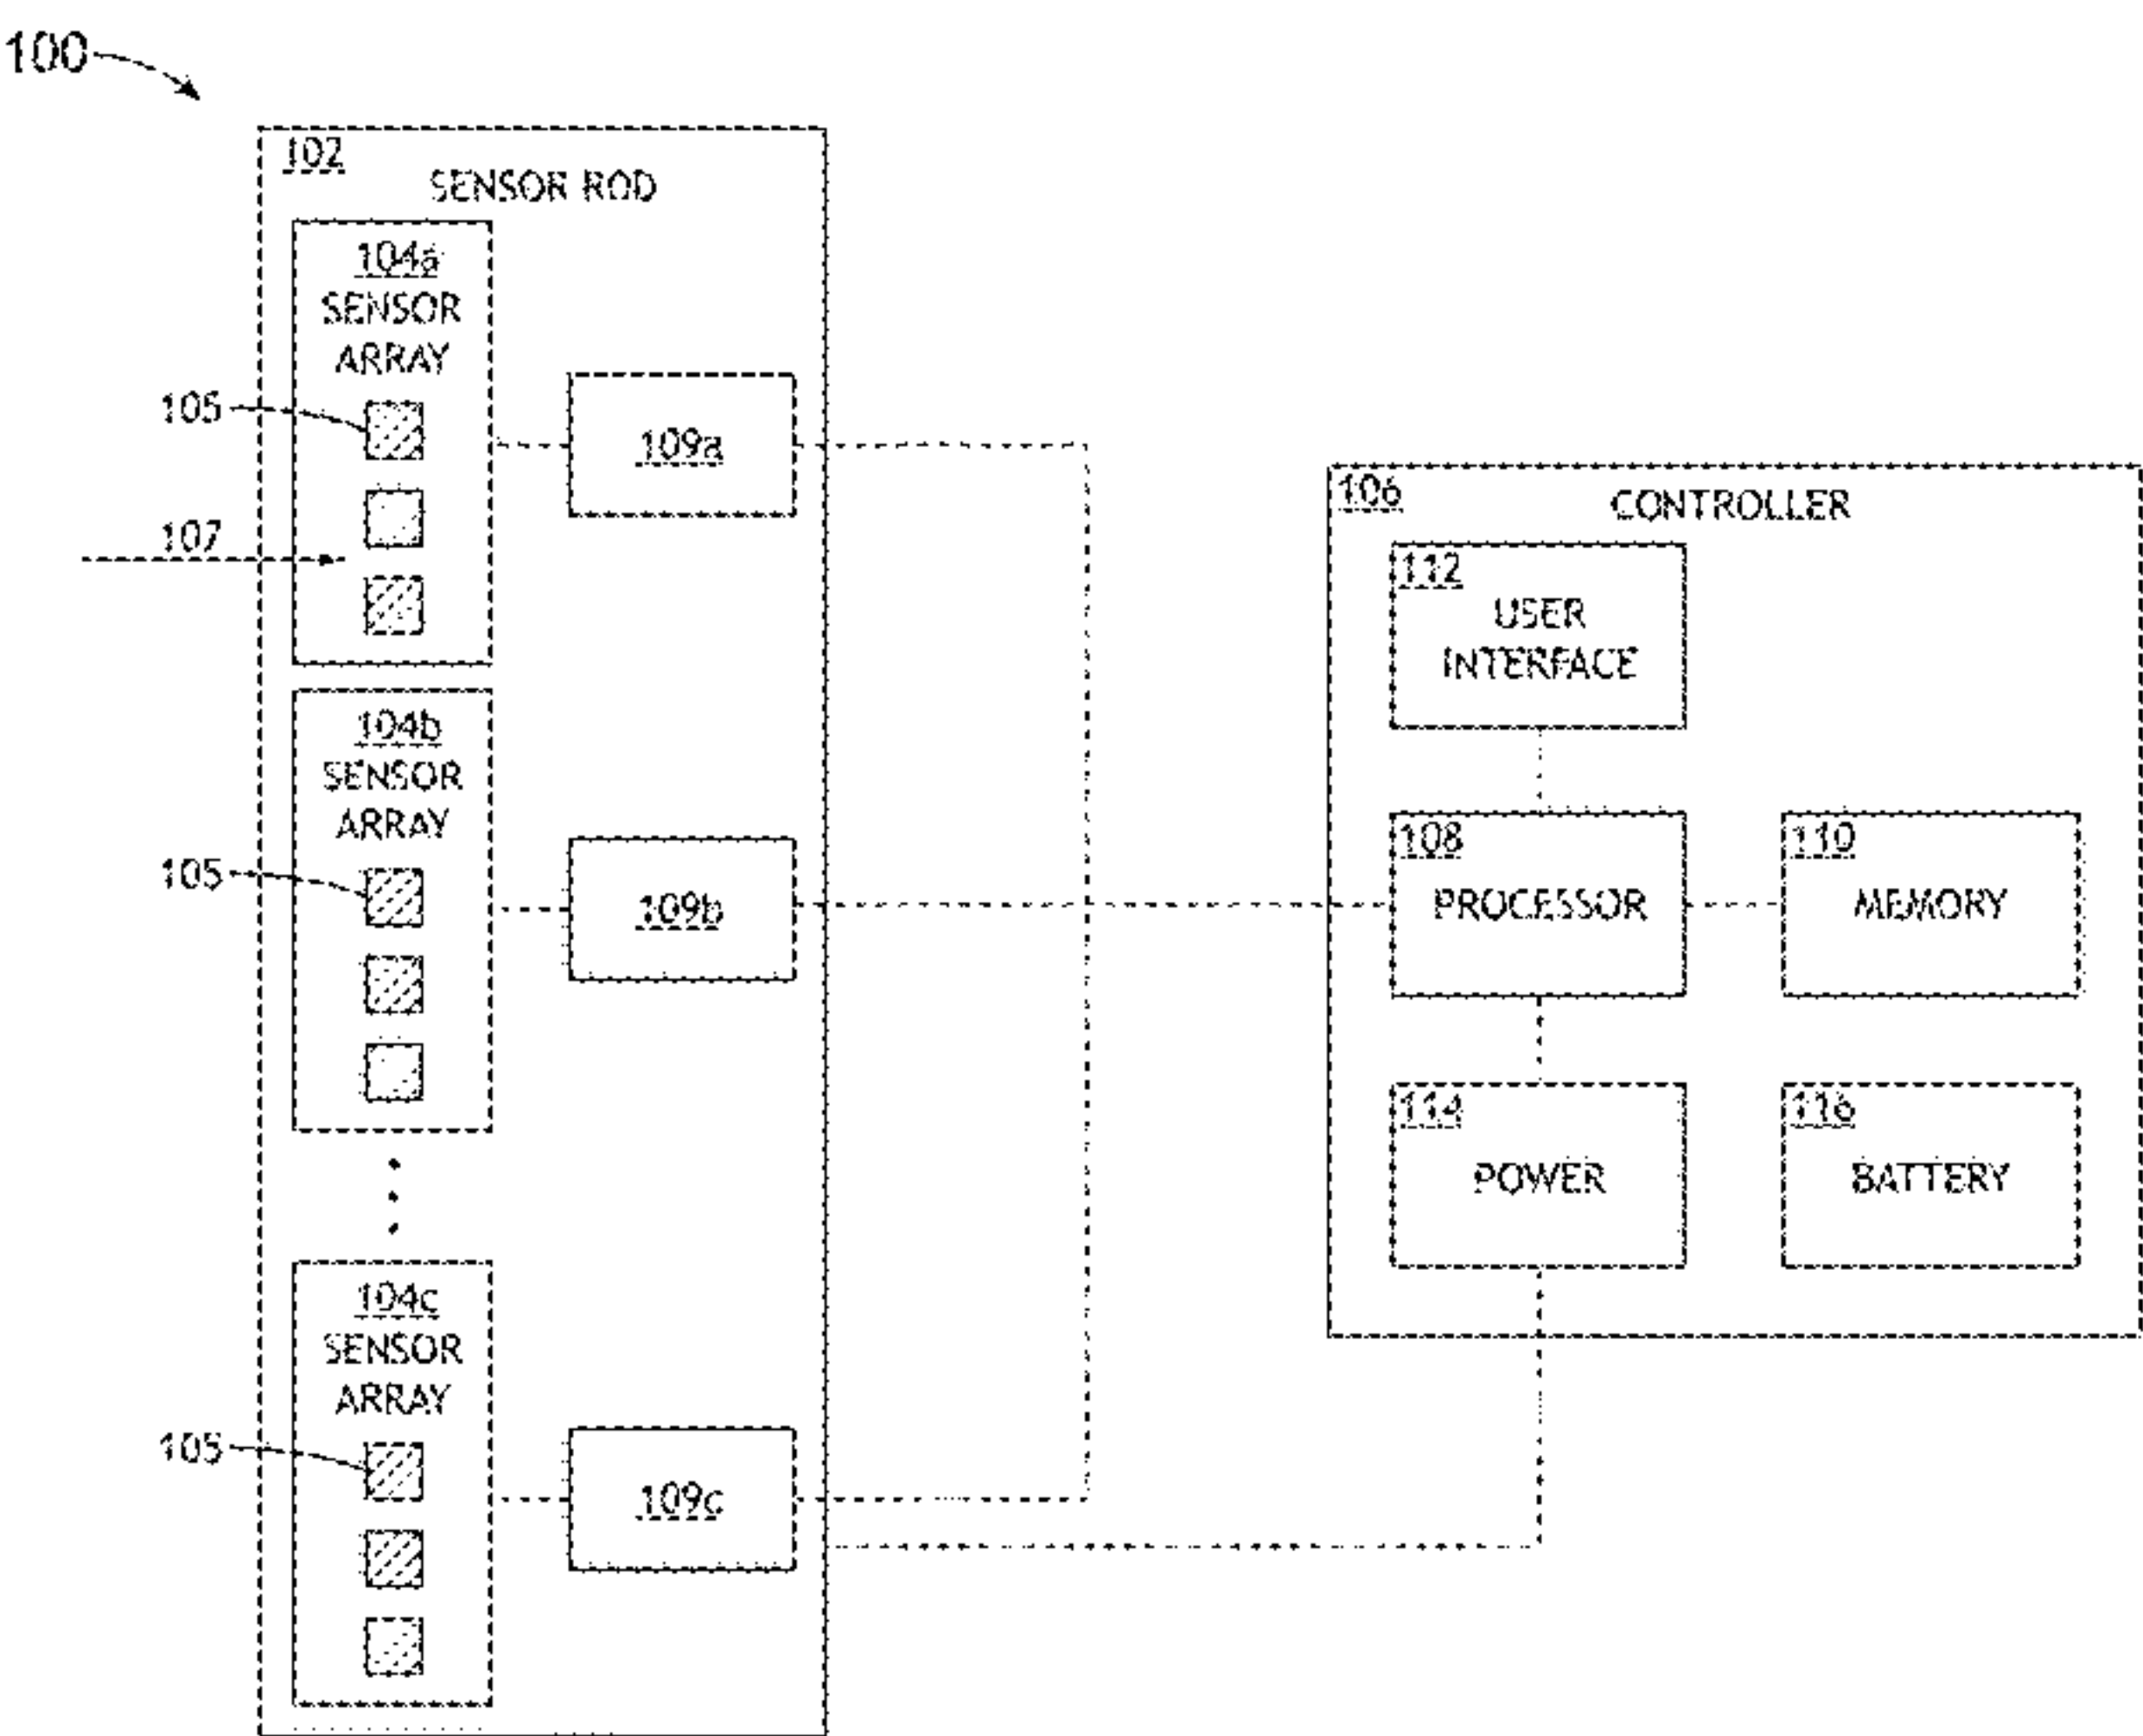 100
102
SENSOR ROD
104a
SENSOR
ARRAY
105
109a
107
104b
SENSOR
ARRAY
105
109b
104c
SENSOR
ARRAY
105
109c
106
CONTROLLER
112
USER
INTERFACE
108
PROCESSOR
110
MEMORY
114
POWER
116
BATTERY